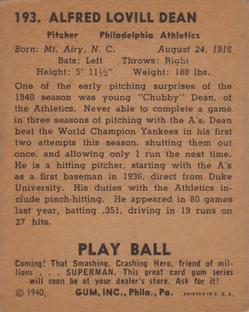 193. ALFRED LOVILL DEAN
Pitcher Philadelphia Athletics
Born: Mt. Airy, N. C. August 24, 1916
Bats: Left Throws: Right
Height: 5' 11½" Weight: 188 lbs.
One of the early pitching surprises of the
1940 season was young "Chubby" Dean, of
the Athletics. Never able to complete a game
in three years of pitching with the A's, Dean
beat the World Champion Yankees in his first
two attempts this season, shutting them out
once, and allowing only 1 run the next time.
He is a hitting pitcher, starting with the A's
as a first baseman in 1936, direct from Duke
University. His duties with the Athletics in-
clude pinch-hitting. He appeared in 80 games
last year, batting .351, driving in 19 runs on
27 hits.
PLAY BALL
Coming! That Smashing, Crashing Hero, friend of mil-
lions . . . SUPERMAN. This great card gum series
will soon be at your dealer's store. Ask for it!
© 1940, GUM, INC., Phila., Pa. PRINTED IN U. S. A.